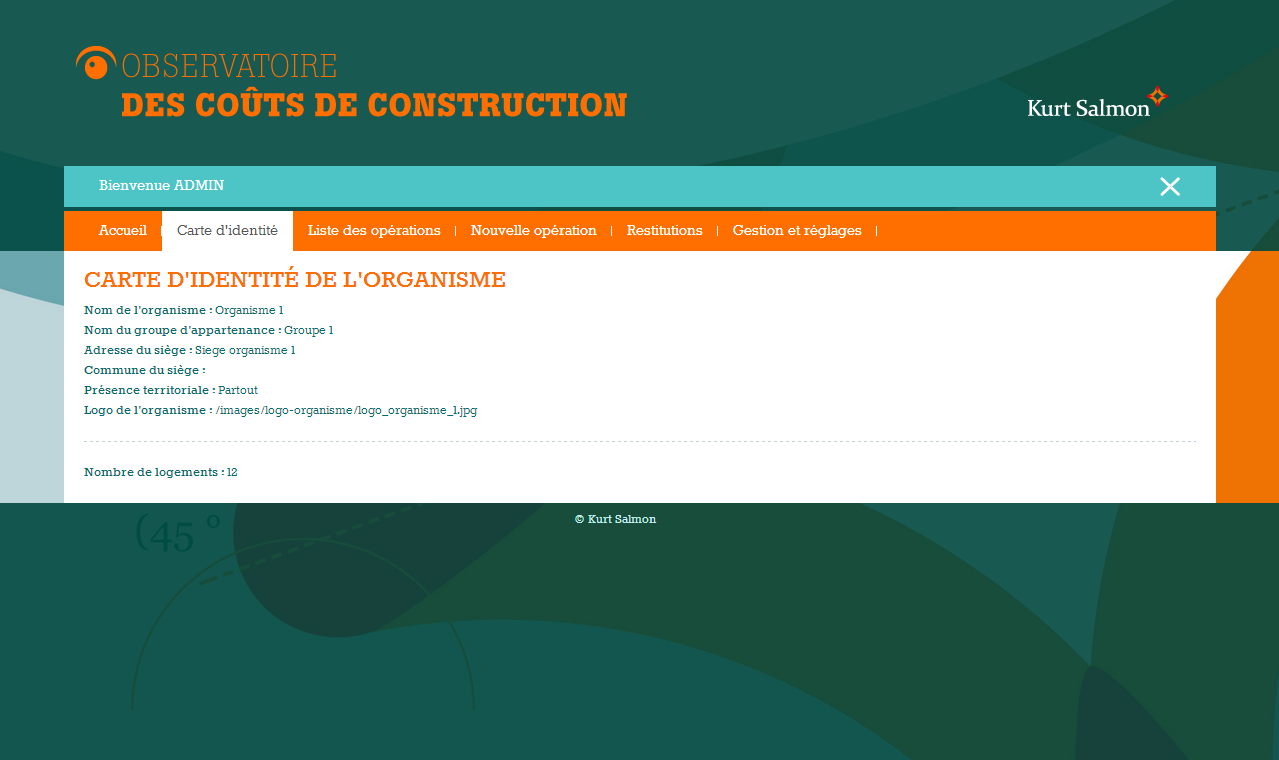 OBSERVATOIRE
DES COÛTS DE CONSTRUCTION
Kurt Salmon
Bienvenue ADMIN
Accueil Carte d'identité Liste des opérations Nouvelle opération Restitutions Gestion et réglages
CARTE D'IDENTITÉ DE L'ORGANISME
Nom de l'organisme : Organisme 1
Nom du groupe d'appartenance : Groupe 1
Adresse du siège : Siege organisme 1
Commune du siège :
Présence territoriale : Partout
Logo de l'organisme : /images/logo-organisme/logo_organisme_1.jpg
Nombre de logements : 12
© Kurt Salmon
(45 °